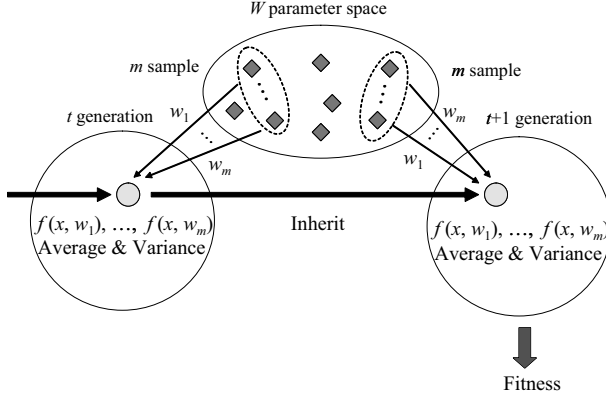 W parameter space
m sample
m sample
t generation
t+1 generation
w1
⋮
wm
wm
⋮
w1
f(x, w1), ..., f(x, wm)
Average & Variance
Inherit
f(x, w1), ..., f(x, wm)
Average & Variance
Fitness